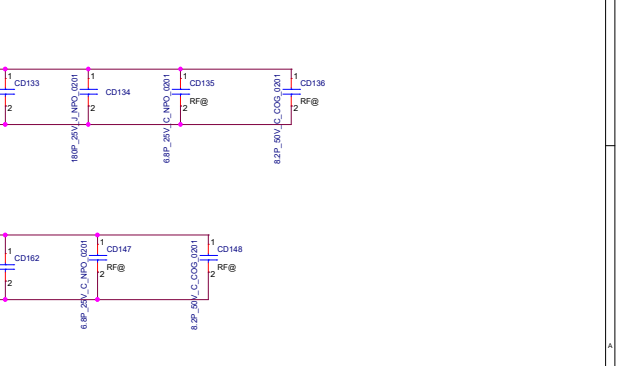 1
CD133
2
180P_25V_J_NPO_0201
1
CD134
2
6.8P_25V_C_NPO_0201
1
CD135
RF@
2
8.2P_50V_C_COG_0201
1
CD136
RF@
2
1
CD162
2
6.8P_25V_C_NPO_0201
1
CD147
RF@
2
8.2P_50V_C_COG_0201
1
CD148
RF@
2
A